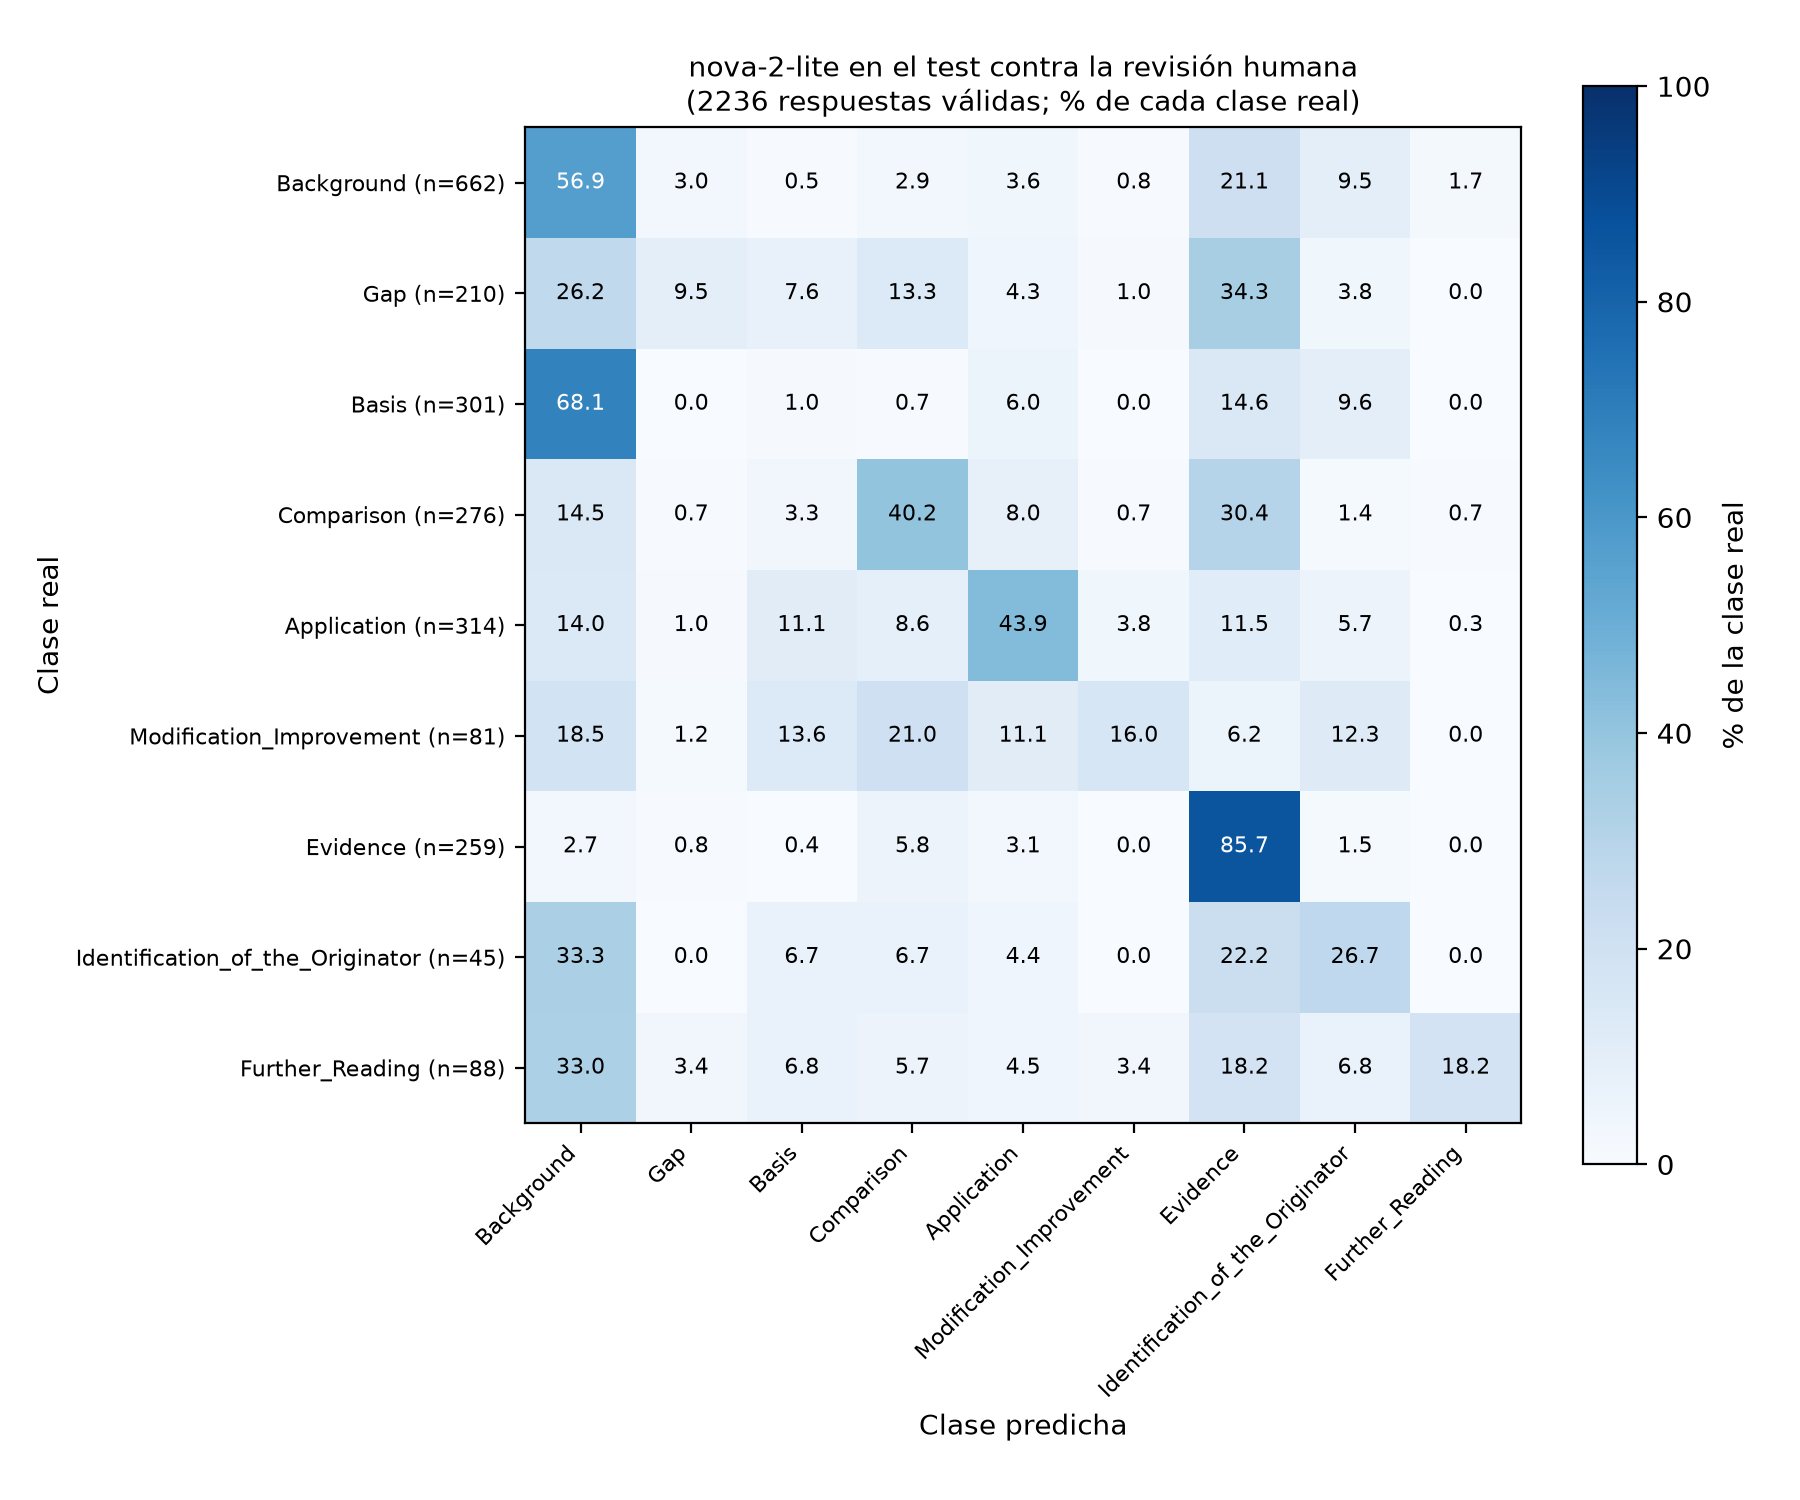 nova-2-lite en el test contra la revisión humana
(2236 respuestas válidas; % de cada clase real)
Clase real
Background (n=662) 56.9 3.0 0.5 2.9 3.6 0.8 21.1 9.5 1.7
Gap (n=210) 26.2 9.5 7.6 13.3 4.3 1.0 34.3 3.8 0.0
Basis (n=301) 68.1 0.0 1.0 0.7 6.0 0.0 14.6 9.6 0.0
Comparison (n=276) 14.5 0.7 3.3 40.2 8.0 0.7 30.4 1.4 0.7
Application (n=314) 14.0 1.0 11.1 8.6 43.9 3.8 11.5 5.7 0.3
Modification_Improvement (n=81) 18.5 1.2 13.6 21.0 11.1 16.0 6.2 12.3 0.0
Evidence (n=259) 2.7 0.8 0.4 5.8 3.1 0.0 85.7 1.5 0.0
Identification_of_the_Originator (n=45) 33.3 0.0 6.7 6.7 4.4 0.0 22.2 26.7 0.0
Further_Reading (n=88) 33.0 3.4 6.8 5.7 4.5 3.4 18.2 6.8 18.2
Background
Gap
Basis
Comparison
Application
Modification_Improvement
Evidence
Identification_of_the_Originator
Further_Reading
Clase predicha
100
80
60
40
20
0
% de la clase real